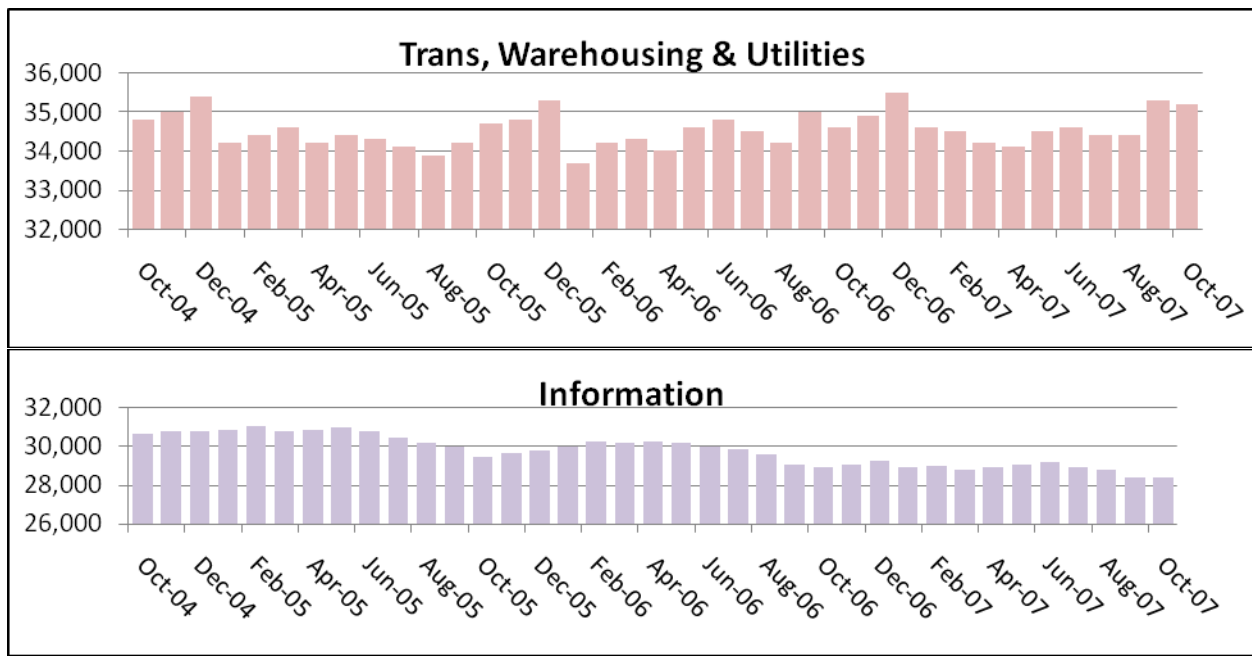 Trans, Warehousing & Utilities
36,000
35,000
34,000
33,000
32,000
Oct-04 Dec-04 Feb-05 Apr-05 Jun-05 Aug-05 Oct-05 Dec-05 Feb-06 Apr-06 Jun-06 Aug-06 Oct-06 Dec-06 Feb-07 Apr-07 Jun-07 Aug-07 Oct-07
Information
32,000
30,000
28,000
26,000
Oct-04 Dec-04 Feb-05 Apr-05 Jun-05 Aug-05 Oct-05 Dec-05 Feb-06 Apr-06 Jun-06 Aug-06 Oct-06 Dec-06 Feb-07 Apr-07 Jun-07 Aug-07 Oct-07